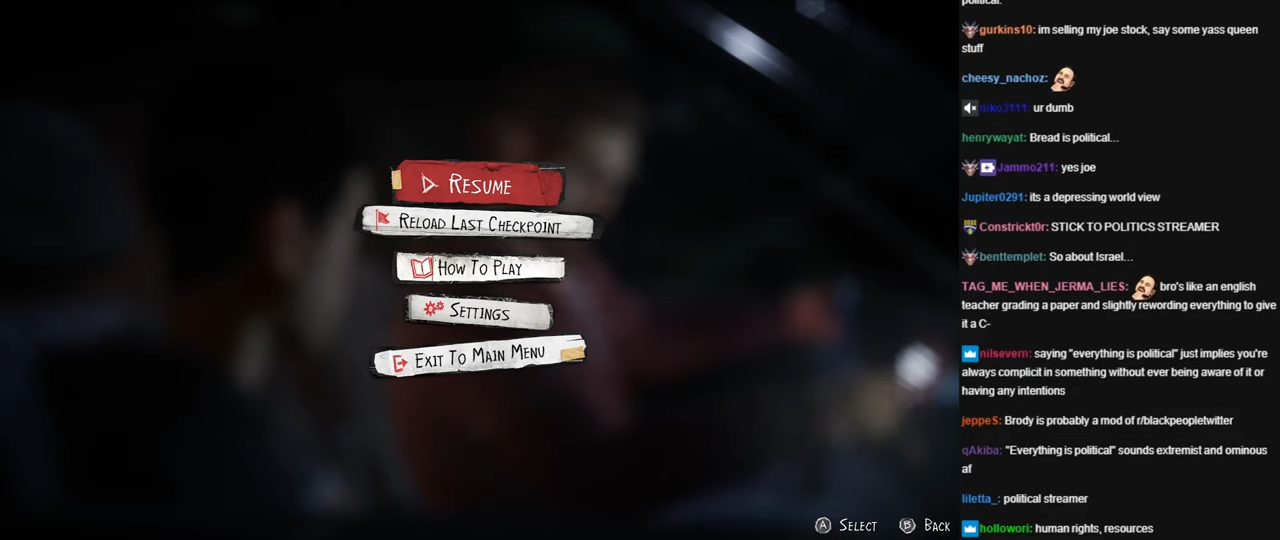 RESUME
RELOAD LAST CHECKPOINT
HOW TO PLAY
SETTINGS
EXIT TO MAIN MENU
A SELECT B BACK
political.
gurkins10: im selling my joe stock, say some yass queen
stuff
cheesy_nachoz:
niko3111: ur dumb
henrywayat: Bread is political...
Jammo211: yes joe
Jupiter0291: its a depressing world view
Constrickt0r: STICK TO POLITICS STREAMER
benttemplet: So about Israel...
TAG_ME_WHEN_JERMA_LIES: bro's like an english
teacher grading a paper and slightly rewording everything to give
it a C-
nilsevern: saying "everything is political" just implies you're
always complicit in something without ever being aware of it or
having any intentions
jeppeS: Brody is probably a mod of r/blackpeopletwitter
qAkiba: "Everything is political" sounds extremist and ominous
af
liletta_: political streamer
hollowori: human rights, resources